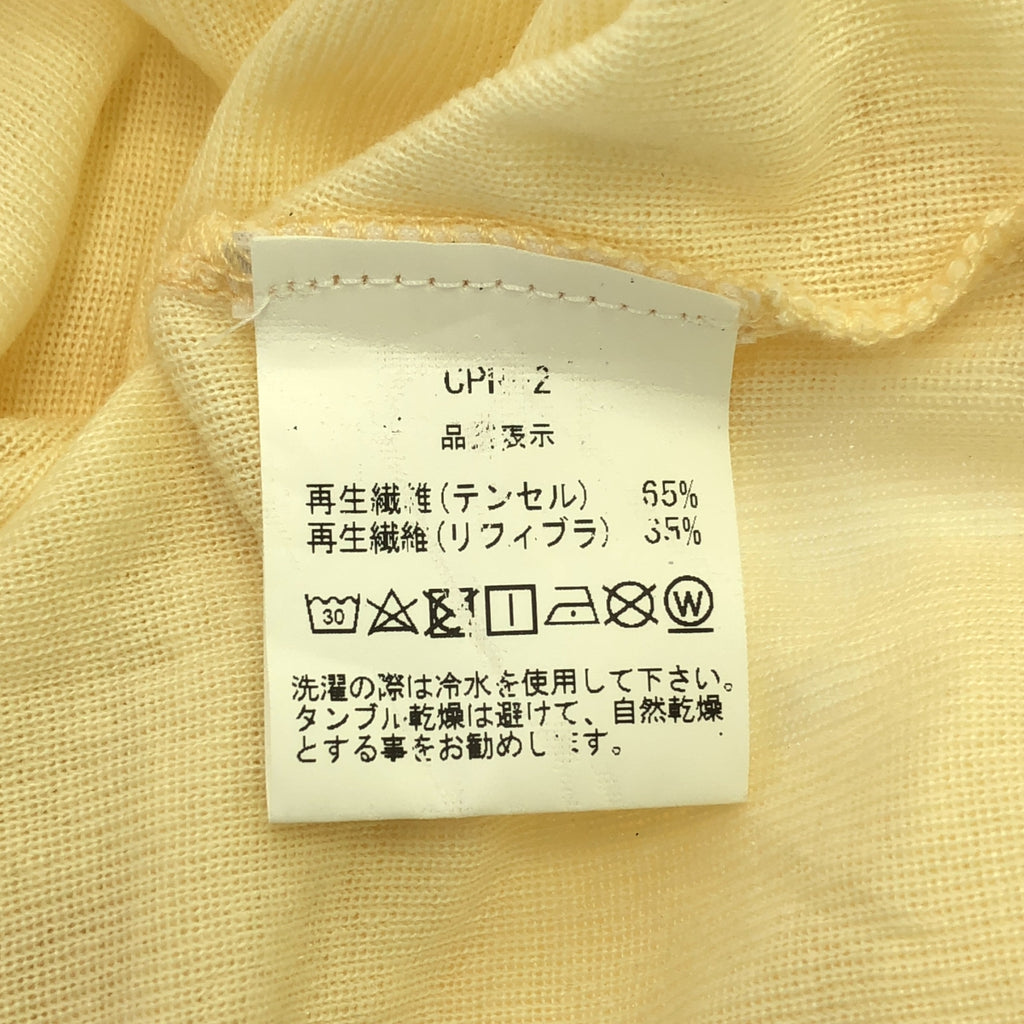 品質表示
再生繊維(テンセル) 65%
再生繊維(リフィブラ) 35%
30 W
洗濯の際は冷水を使用して下さい。
タンブル乾燥は避けて、自然乾燥
とする事をお勧めします。